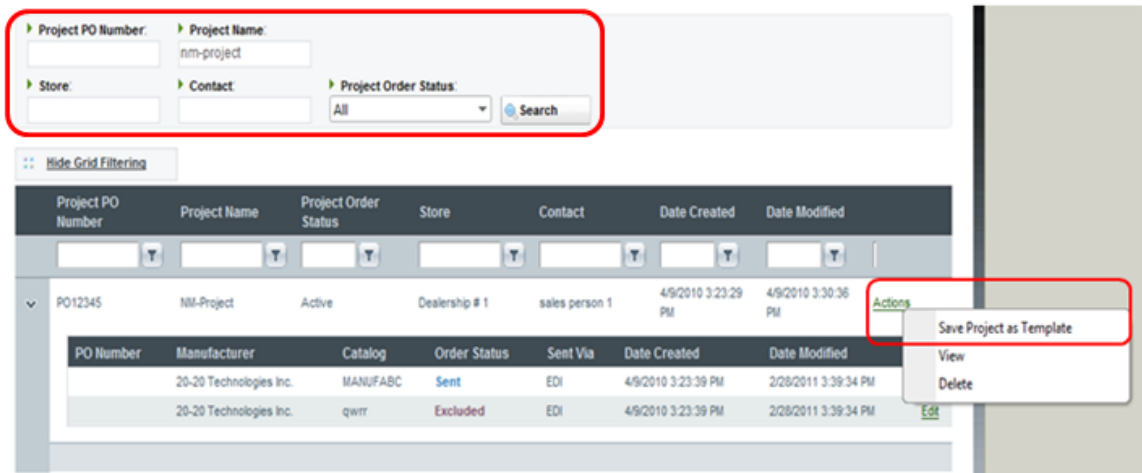 Project PO Number: Project Name:
nm-project
Store: Contact: Project Order Status:
All Search
Hide Grid Filtering
Project PO Number Project Name Project Order Status Store Contact Date Created Date Modified
PO12345 NM-Project Active Dealership # 1 sales person 1 4/9/2010 3:23:29 PM 4/9/2010 3:30:36 PM Actions
Save Project as Template
View
Delete
PO Number Manufacturer Catalog Order Status Sent Via Date Created Date Modified
20-20 Technologies Inc. MANUFABC Sent EDI 4/9/2010 3:23:39 PM 2/28/2011 3:39:34 PM
20-20 Technologies Inc. qwrr Excluded EDI 4/9/2010 3:23:39 PM 2/28/2011 3:39:34 PM Edit